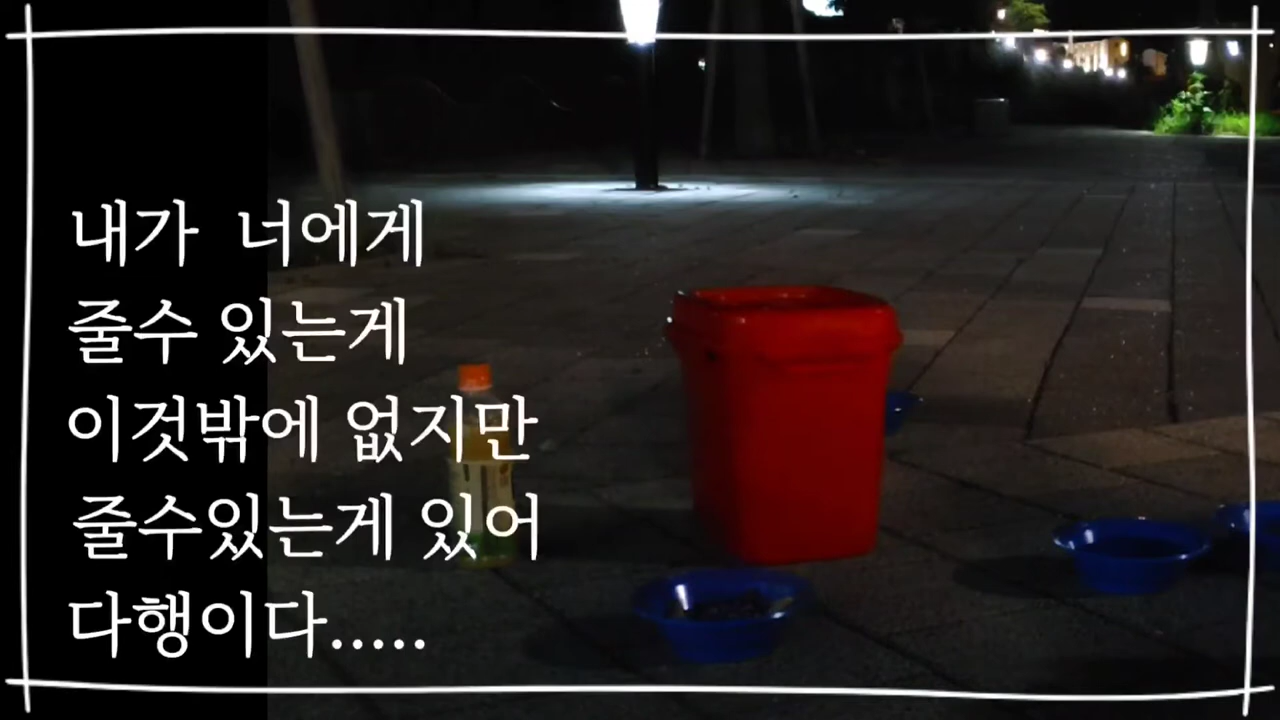 내가 너에게
줄수 있는게
이것밖에 없지만
줄수있는게 있어
다행이다.....